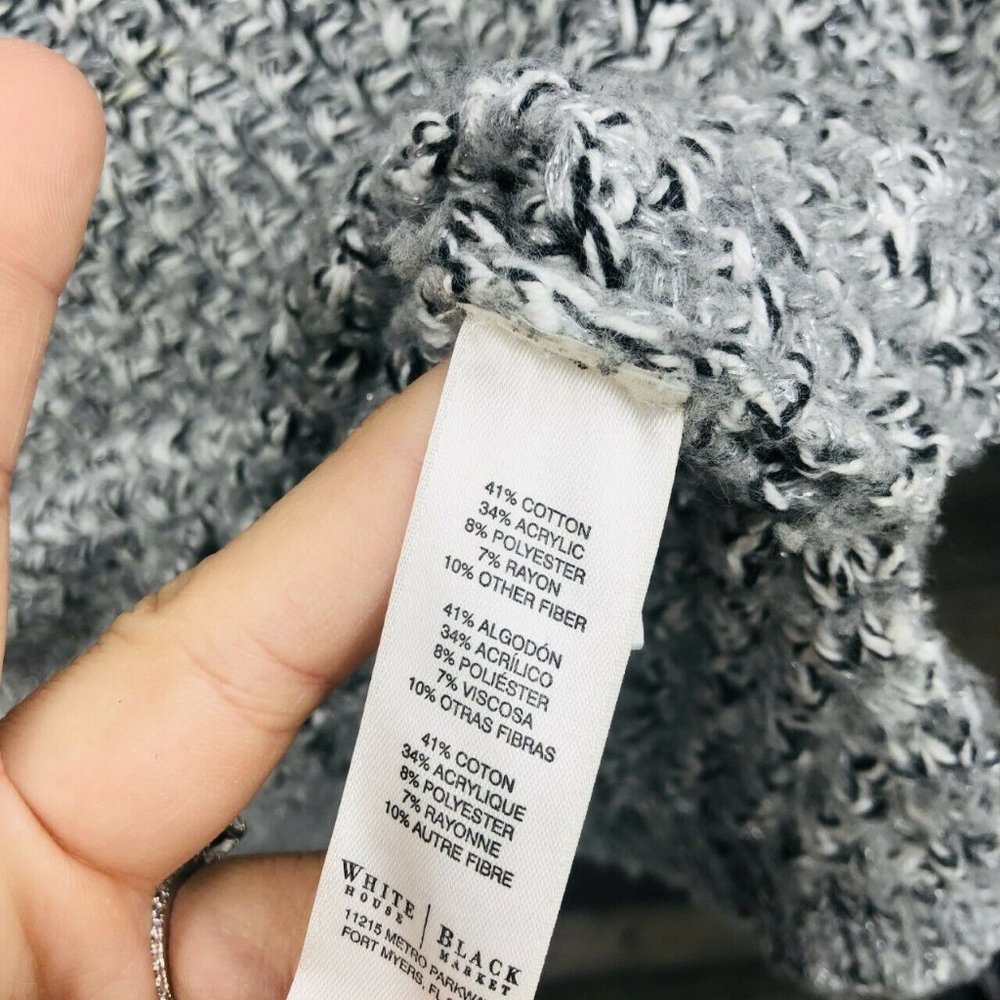 41% COTTON
34% ACRYLIC
8% POLYESTER
7% RAYON
10% OTHER FIBER
41% ALGODÓN
34% ACRÍLICO
8% POLIÉSTER
7% VISCOSA
10% OTRAS FIBRAS
41% COTON
34% ACRYLIQUE
8% POLYESTER
7% RAYONNE
10% AUTRE FIBRE
WHITE
HOUSE
BLACK
MARKET
11215 METRO
FORT MYERS, FL